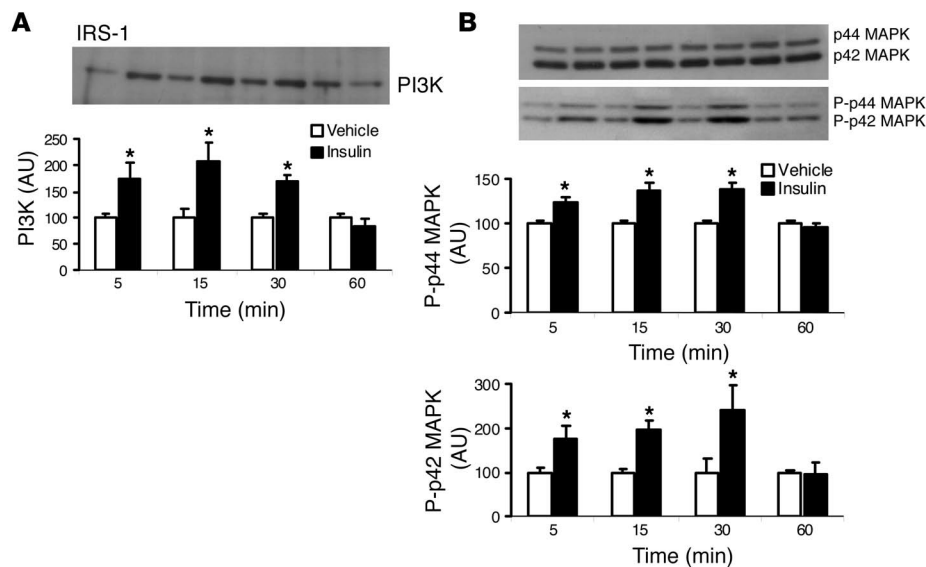 A
IRS-1
PI3K
Vehicle
Insulin
PI3K (AU)
250
200
150
100
50
0
* * *
5 15 30 60
Time (min)
B
p44 MAPK
p42 MAPK
P-p44 MAPK
P-p42 MAPK
Vehicle
Insulin
P-p44 MAPK
(AU)
150
100
50
0
* * *
5 15 30 60
Time (min)
P-p42 MAPK
(AU)
300
200
100
0
* * *
5 15 30 60
Time (min)